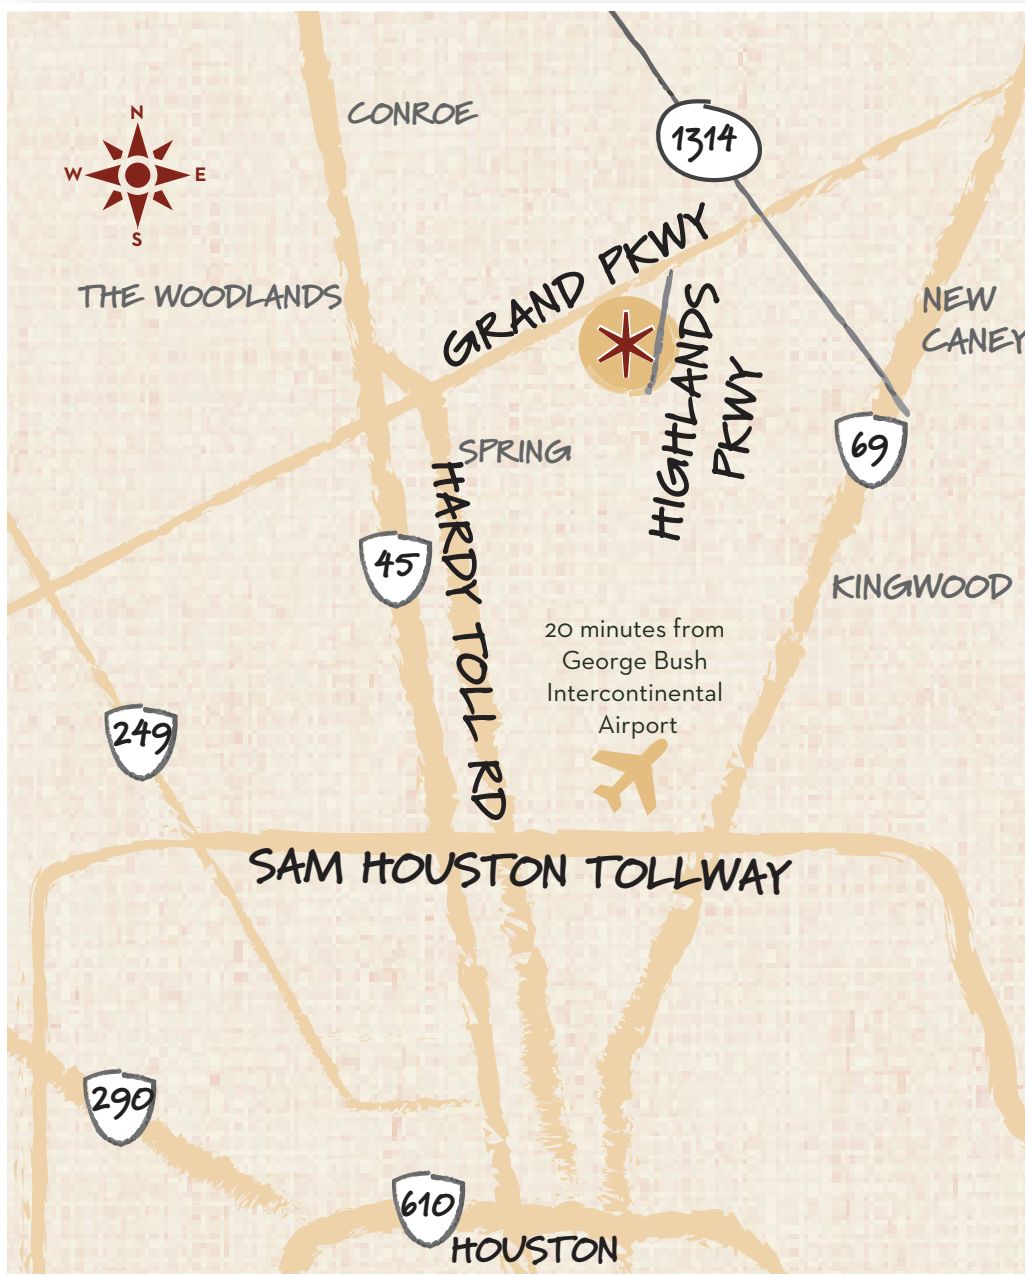 N
W E
S
CONROE
1314
GRAND PKWY
THE WOODLANDS
HIGHLANDS
PKWY
NEW
CANEY
SPRING
69
HARDY TOLL RD
45
KINGWOOD
20 minutes from
George Bush
Intercontinental
Airport
249
SAM HOUSTON TOLLWAY
290
610
HOUSTON